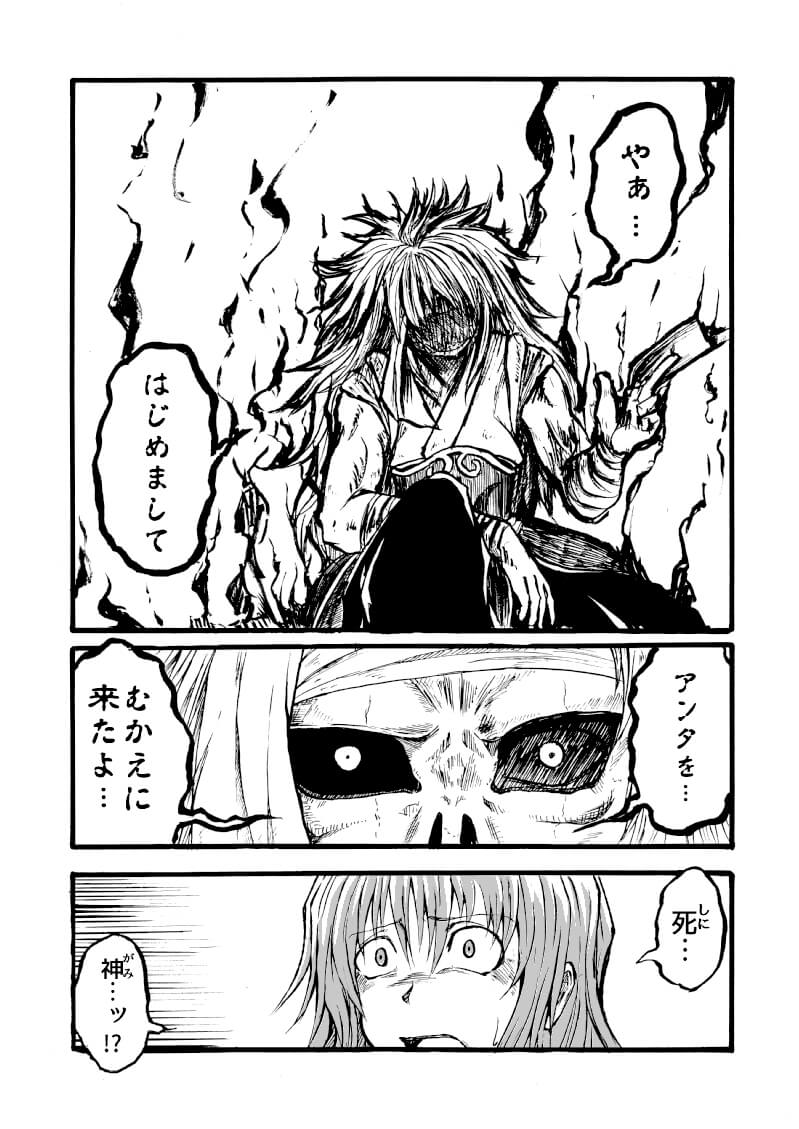 やあ…
はじめまして
アンタを…
むかえに
来たよ…
死…
しに
神…ッ!?
がみ